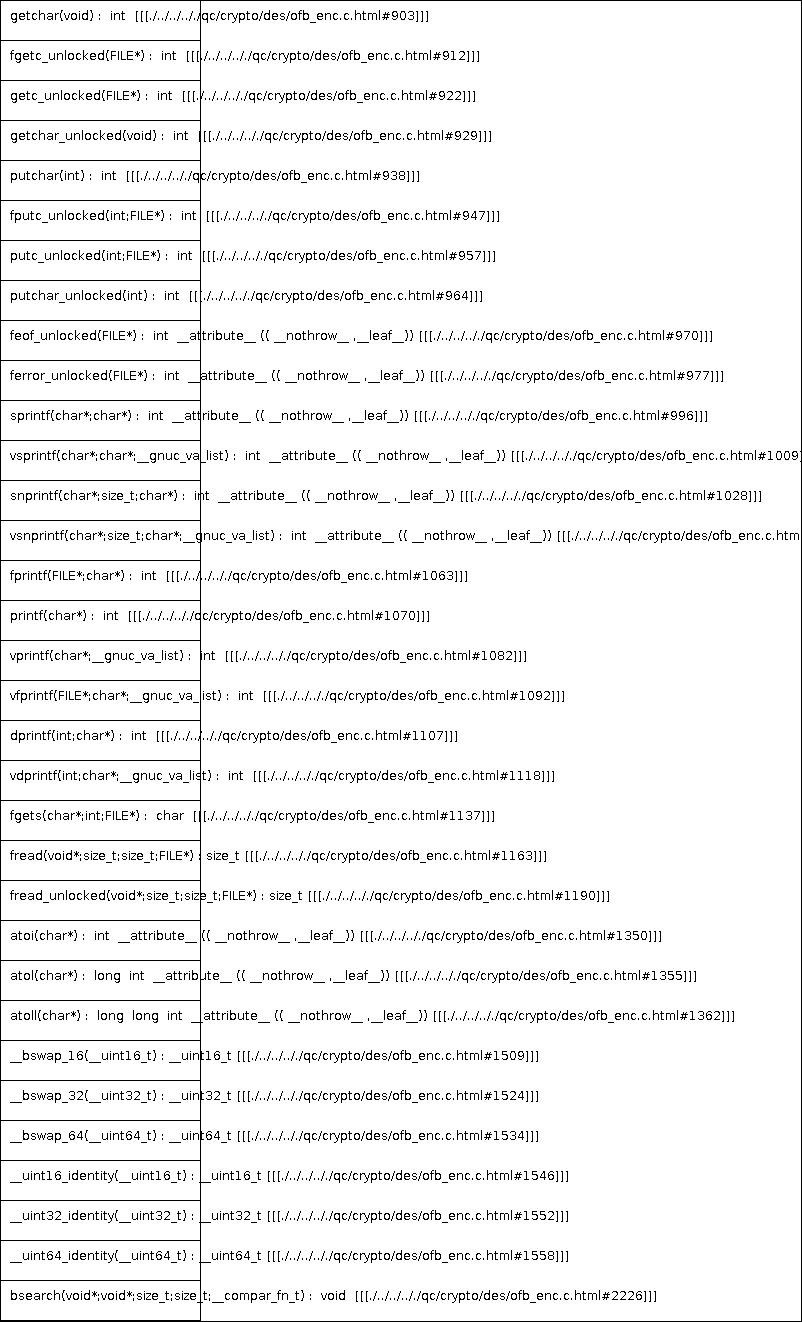 getchar(void) : int [[[./../../../qc/crypto/des/ofb_enc.c.html#903]]]
fgetc_unlocked(FILE*) : int [[[./../../../qc/crypto/des/ofb_enc.c.html#912]]]
getc_unlocked(FILE*) : int [[[./../../../qc/crypto/des/ofb_enc.c.html#922]]]
getchar_unlocked(void) : int [[[./../../../qc/crypto/des/ofb_enc.c.html#929]]]
putchar(int) : int [[[./../../../qc/crypto/des/ofb_enc.c.html#938]]]
fputc_unlocked(int;FILE*) : int [[[./../../../qc/crypto/des/ofb_enc.c.html#947]]]
putc_unlocked(int;FILE*) : int [[[./../../../qc/crypto/des/ofb_enc.c.html#957]]]
putchar_unlocked(int) : int [[[./../../../qc/crypto/des/ofb_enc.c.html#964]]]
feof_unlocked(FILE*) : int __attribute__ (( __nothrow__ ,__leaf__)) [[[./../../../qc/crypto/des/ofb_enc.c.html#970]]]
ferror_unlocked(FILE*) : int __attribute__ (( __nothrow__ ,__leaf__)) [[[./../../../qc/crypto/des/ofb_enc.c.html#977]]]
sprintf(char*;char*) : int __attribute__ (( __nothrow__ ,__leaf__)) [[[./../../../qc/crypto/des/ofb_enc.c.html#996]]]
vsprintf(char*;char*;__gnuc_va_list) : int __attribute__ (( __nothrow__ ,__leaf__)) [[[./../../../qc/crypto/des/ofb_enc.c.html#1009]
snprintf(char*;size_t;char*) : int __attribute__ (( __nothrow__ ,__leaf__)) [[[./../../../qc/crypto/des/ofb_enc.c.html#1028]]]
vsnprintf(char*;size_t;char*;__gnuc_va_list) : int __attribute__ (( __nothrow__ ,__leaf__)) [[[./../../../qc/crypto/des/ofb_enc.c.htm
fprintf(FILE*;char*) : int [[[./../../../qc/crypto/des/ofb_enc.c.html#1063]]]
printf(char*) : int [[[./../../../qc/crypto/des/ofb_enc.c.html#1070]]]
vprintf(char*;__gnuc_va_list) : int [[[./../../../qc/crypto/des/ofb_enc.c.html#1082]]]
vfprintf(FILE*;char*;__gnuc_va_list) : int [[[./../../../qc/crypto/des/ofb_enc.c.html#1092]]]
dprintf(int;char*) : int [[[./../../../qc/crypto/des/ofb_enc.c.html#1107]]]
vdprintf(int;char*;__gnuc_va_list) : int [[[./../../../qc/crypto/des/ofb_enc.c.html#1118]]]
fgets(char*;int;FILE*) : char [[[./../../../qc/crypto/des/ofb_enc.c.html#1137]]]
fread(void*;size_t;size_t;FILE*) : size_t [[[./../../../qc/crypto/des/ofb_enc.c.html#1163]]]
fread_unlocked(void*;size_t;size_t;FILE*) : size_t [[[./../../../qc/crypto/des/ofb_enc.c.html#1190]]]
atoi(char*) : int __attribute__ (( __nothrow__ ,__leaf__)) [[[./../../../qc/crypto/des/ofb_enc.c.html#1350]]]
atol(char*) : long int __attribute__ (( __nothrow__ ,__leaf__)) [[[./../../../qc/crypto/des/ofb_enc.c.html#1355]]]
atoll(char*) : long long int __attribute__ (( __nothrow__ ,__leaf__)) [[[./../../../qc/crypto/des/ofb_enc.c.html#1362]]]
__bswap_16(__uint16_t) : __uint16_t [[[./../../../qc/crypto/des/ofb_enc.c.html#1509]]]
__bswap_32(__uint32_t) : __uint32_t [[[./../../../qc/crypto/des/ofb_enc.c.html#1524]]]
__bswap_64(__uint64_t) : __uint64_t [[[./../../../qc/crypto/des/ofb_enc.c.html#1534]]]
__uint16_identity(__uint16_t) : __uint16_t [[[./../../../qc/crypto/des/ofb_enc.c.html#1546]]]
__uint32_identity(__uint32_t) : __uint32_t [[[./../../../qc/crypto/des/ofb_enc.c.html#1552]]]
__uint64_identity(__uint64_t) : __uint64_t [[[./../../../qc/crypto/des/ofb_enc.c.html#1558]]]
bsearch(void*;void*;size_t;size_t;__compar_fn_t) : void [[[./../../../qc/crypto/des/ofb_enc.c.html#2226]]]